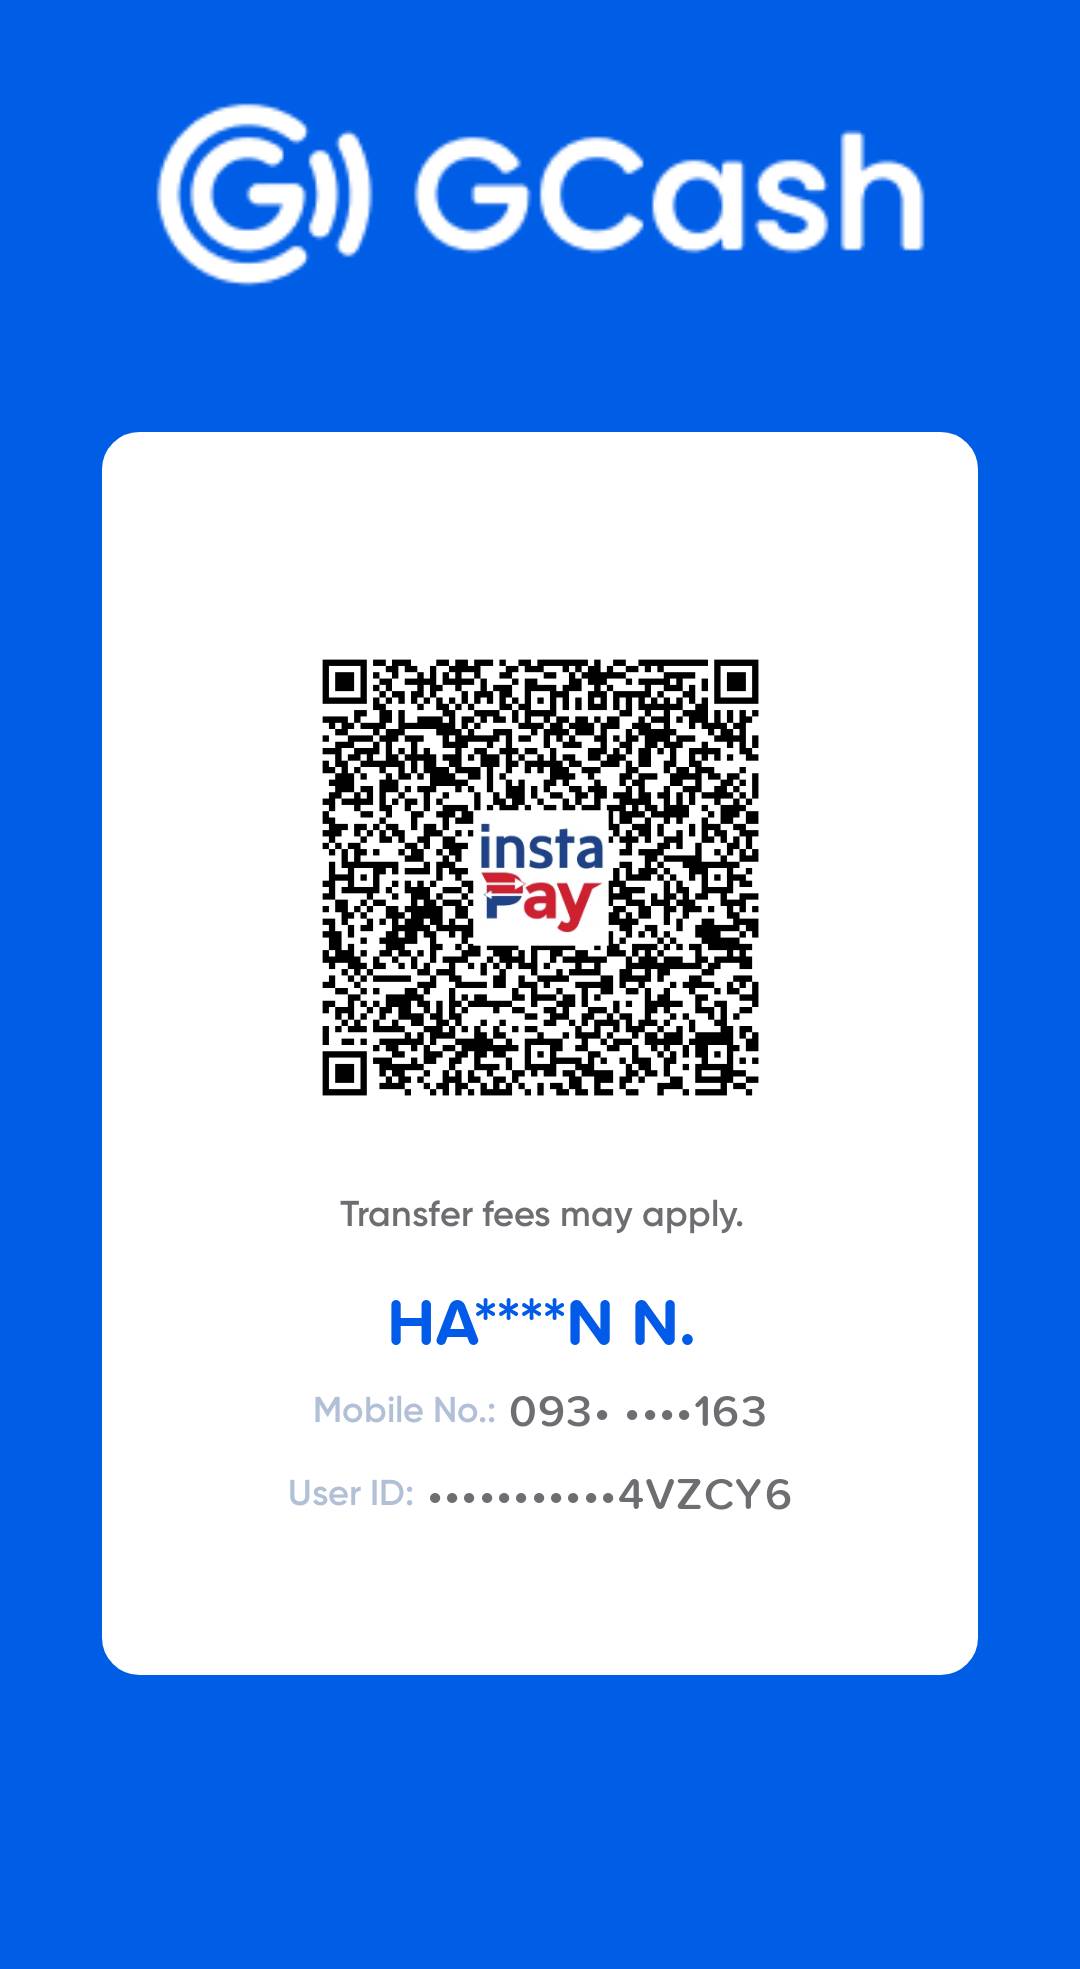 GCash
insta
Pay
Transfer fees may apply.
HA****N N.
Mobile No.: 093• ••••163
User ID: •••••••••••4VZCY6